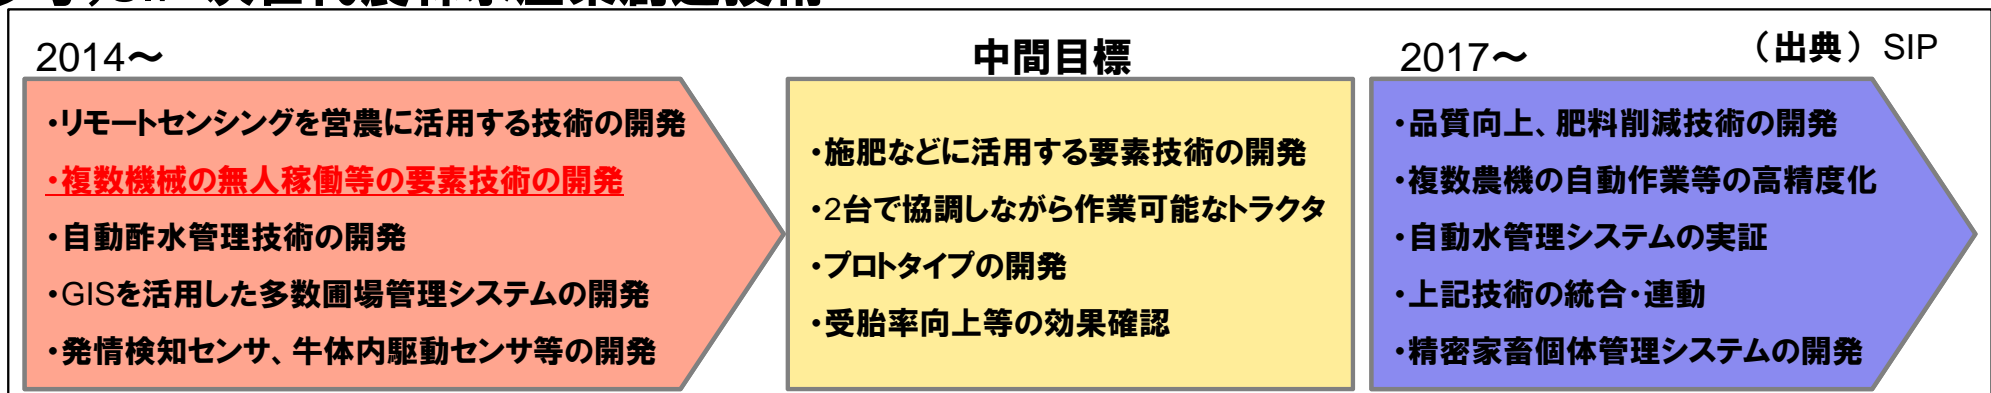 2014～
・リモートセンシングを営農に活用する技術の開発
・複数機械の無人稼働等の要素技術の開発
・自動酢水管理技術の開発
・GISを活用した多数圃場管理システムの開発
・発情検知センサ、牛体内駆動センサ等の開発
中間目標
・施肥などに活用する要素技術の開発
・2台で協調しながら作業可能なトラクタ
・プロトタイプの開発
・受胎率向上等の効果確認
2017～
（出典）SIP
・品質向上、肥料削減技術の開発
・複数農機の自動作業等の高精度化
・自動水管理システムの実証
・上記技術の統合・連動
・精密家畜個体管理システムの開発